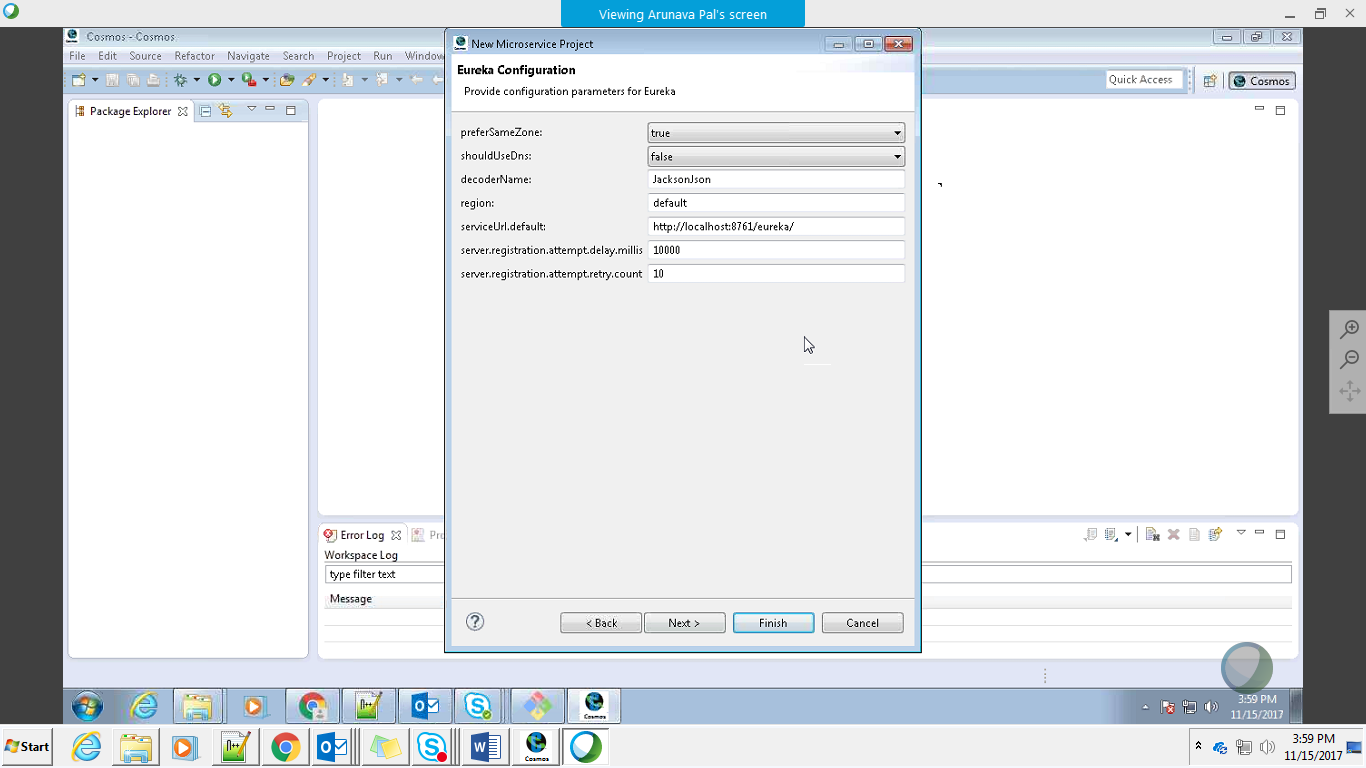 Viewing Arunava Pal's screen
Cosmos - Cosmos
File Edit Source Refactor Navigate Search Project Run Window
Quick Access
Cosmos
Package Explorer
New Microservice Project
Eureka Configuration
Provide configuration parameters for Eureka
preferSameZone: true
shouldUseDns: false
decoderName: JacksonJson
region: default
serviceUrl.default: http://localhost:8761/eureka/
server.registration.attempt.delay.millis 10000
server.registration.attempt.retry.count 10
< Back Next > Finish Cancel
Error Log Pro
Workspace Log
type filter text
Message
Cosmos
3:59 PM
11/15/2017
Start
Cosmos
3:59 PM
11/15/2017